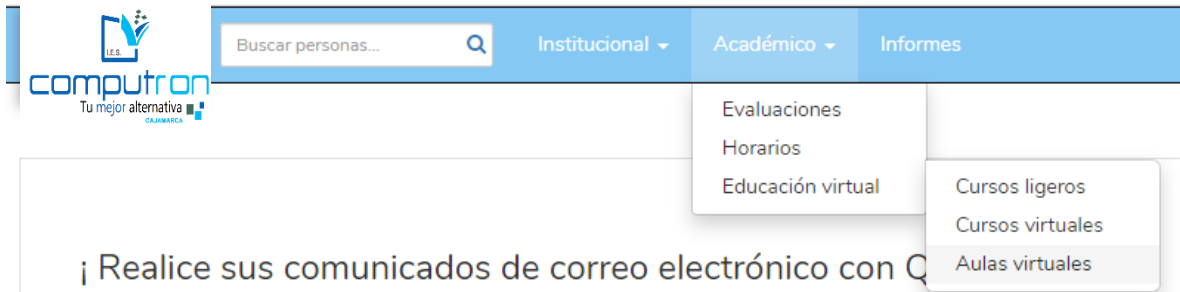 I.E.S.
computron
Tu mejor alternativa
CAJAMARCA
Buscar personas...
Institucional
Académico
Informes
Evaluaciones
Horarios
Educación virtual
Cursos ligeros
Cursos virtuales
Aulas virtuales
¡ Realice sus comunicados de correo electrónico con